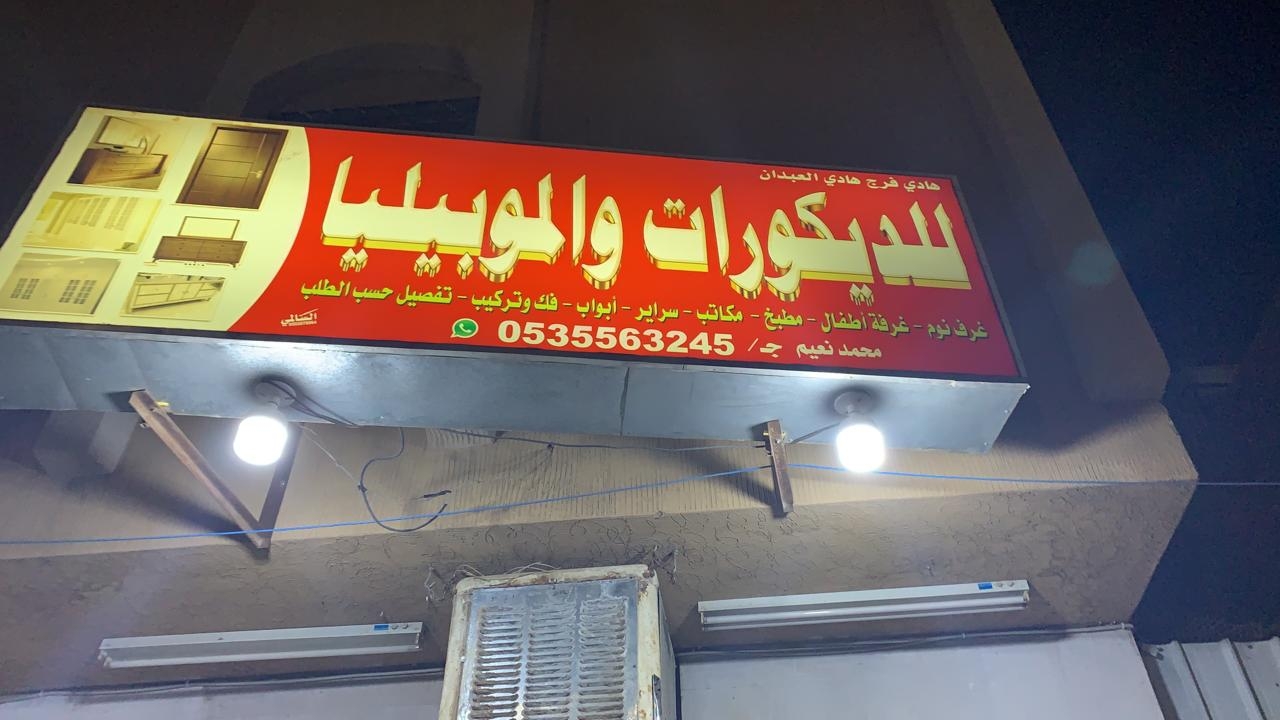 هادي فرج هادي العبدان
للديكورات والموبيليا
غرف نوم - غرفة أطفال - مطبخ - مكاتب - سراير - أبواب - فك وتركيب - تفصيل حسب الطلب
محمد نعيم جـ/ 0535563245